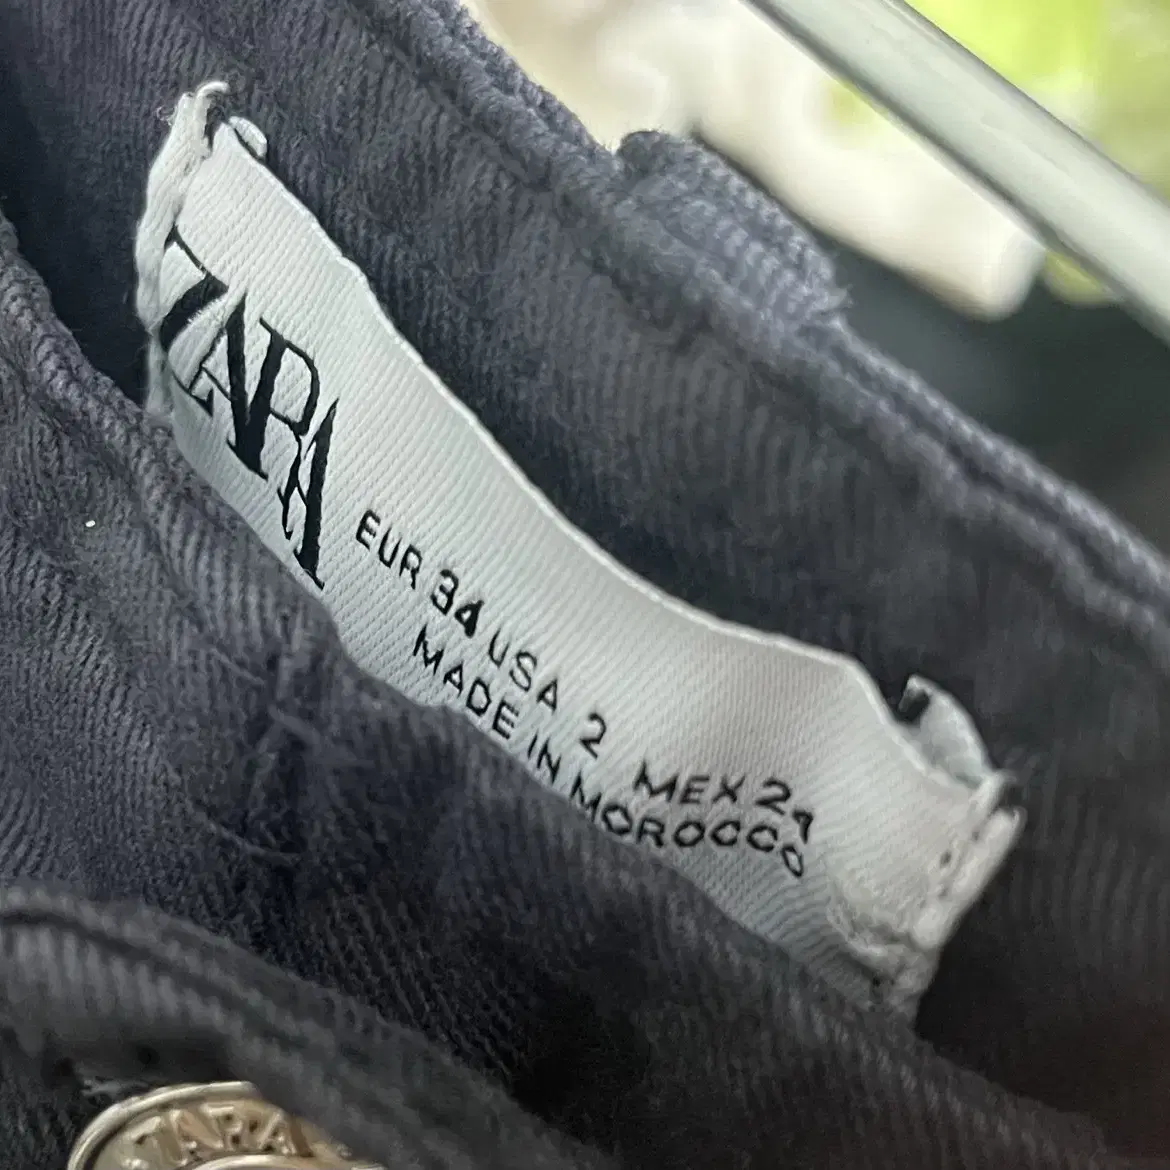 ZARA
EUR 34 USA 2 MEX 24
MADE IN MOROCCO
ZARA